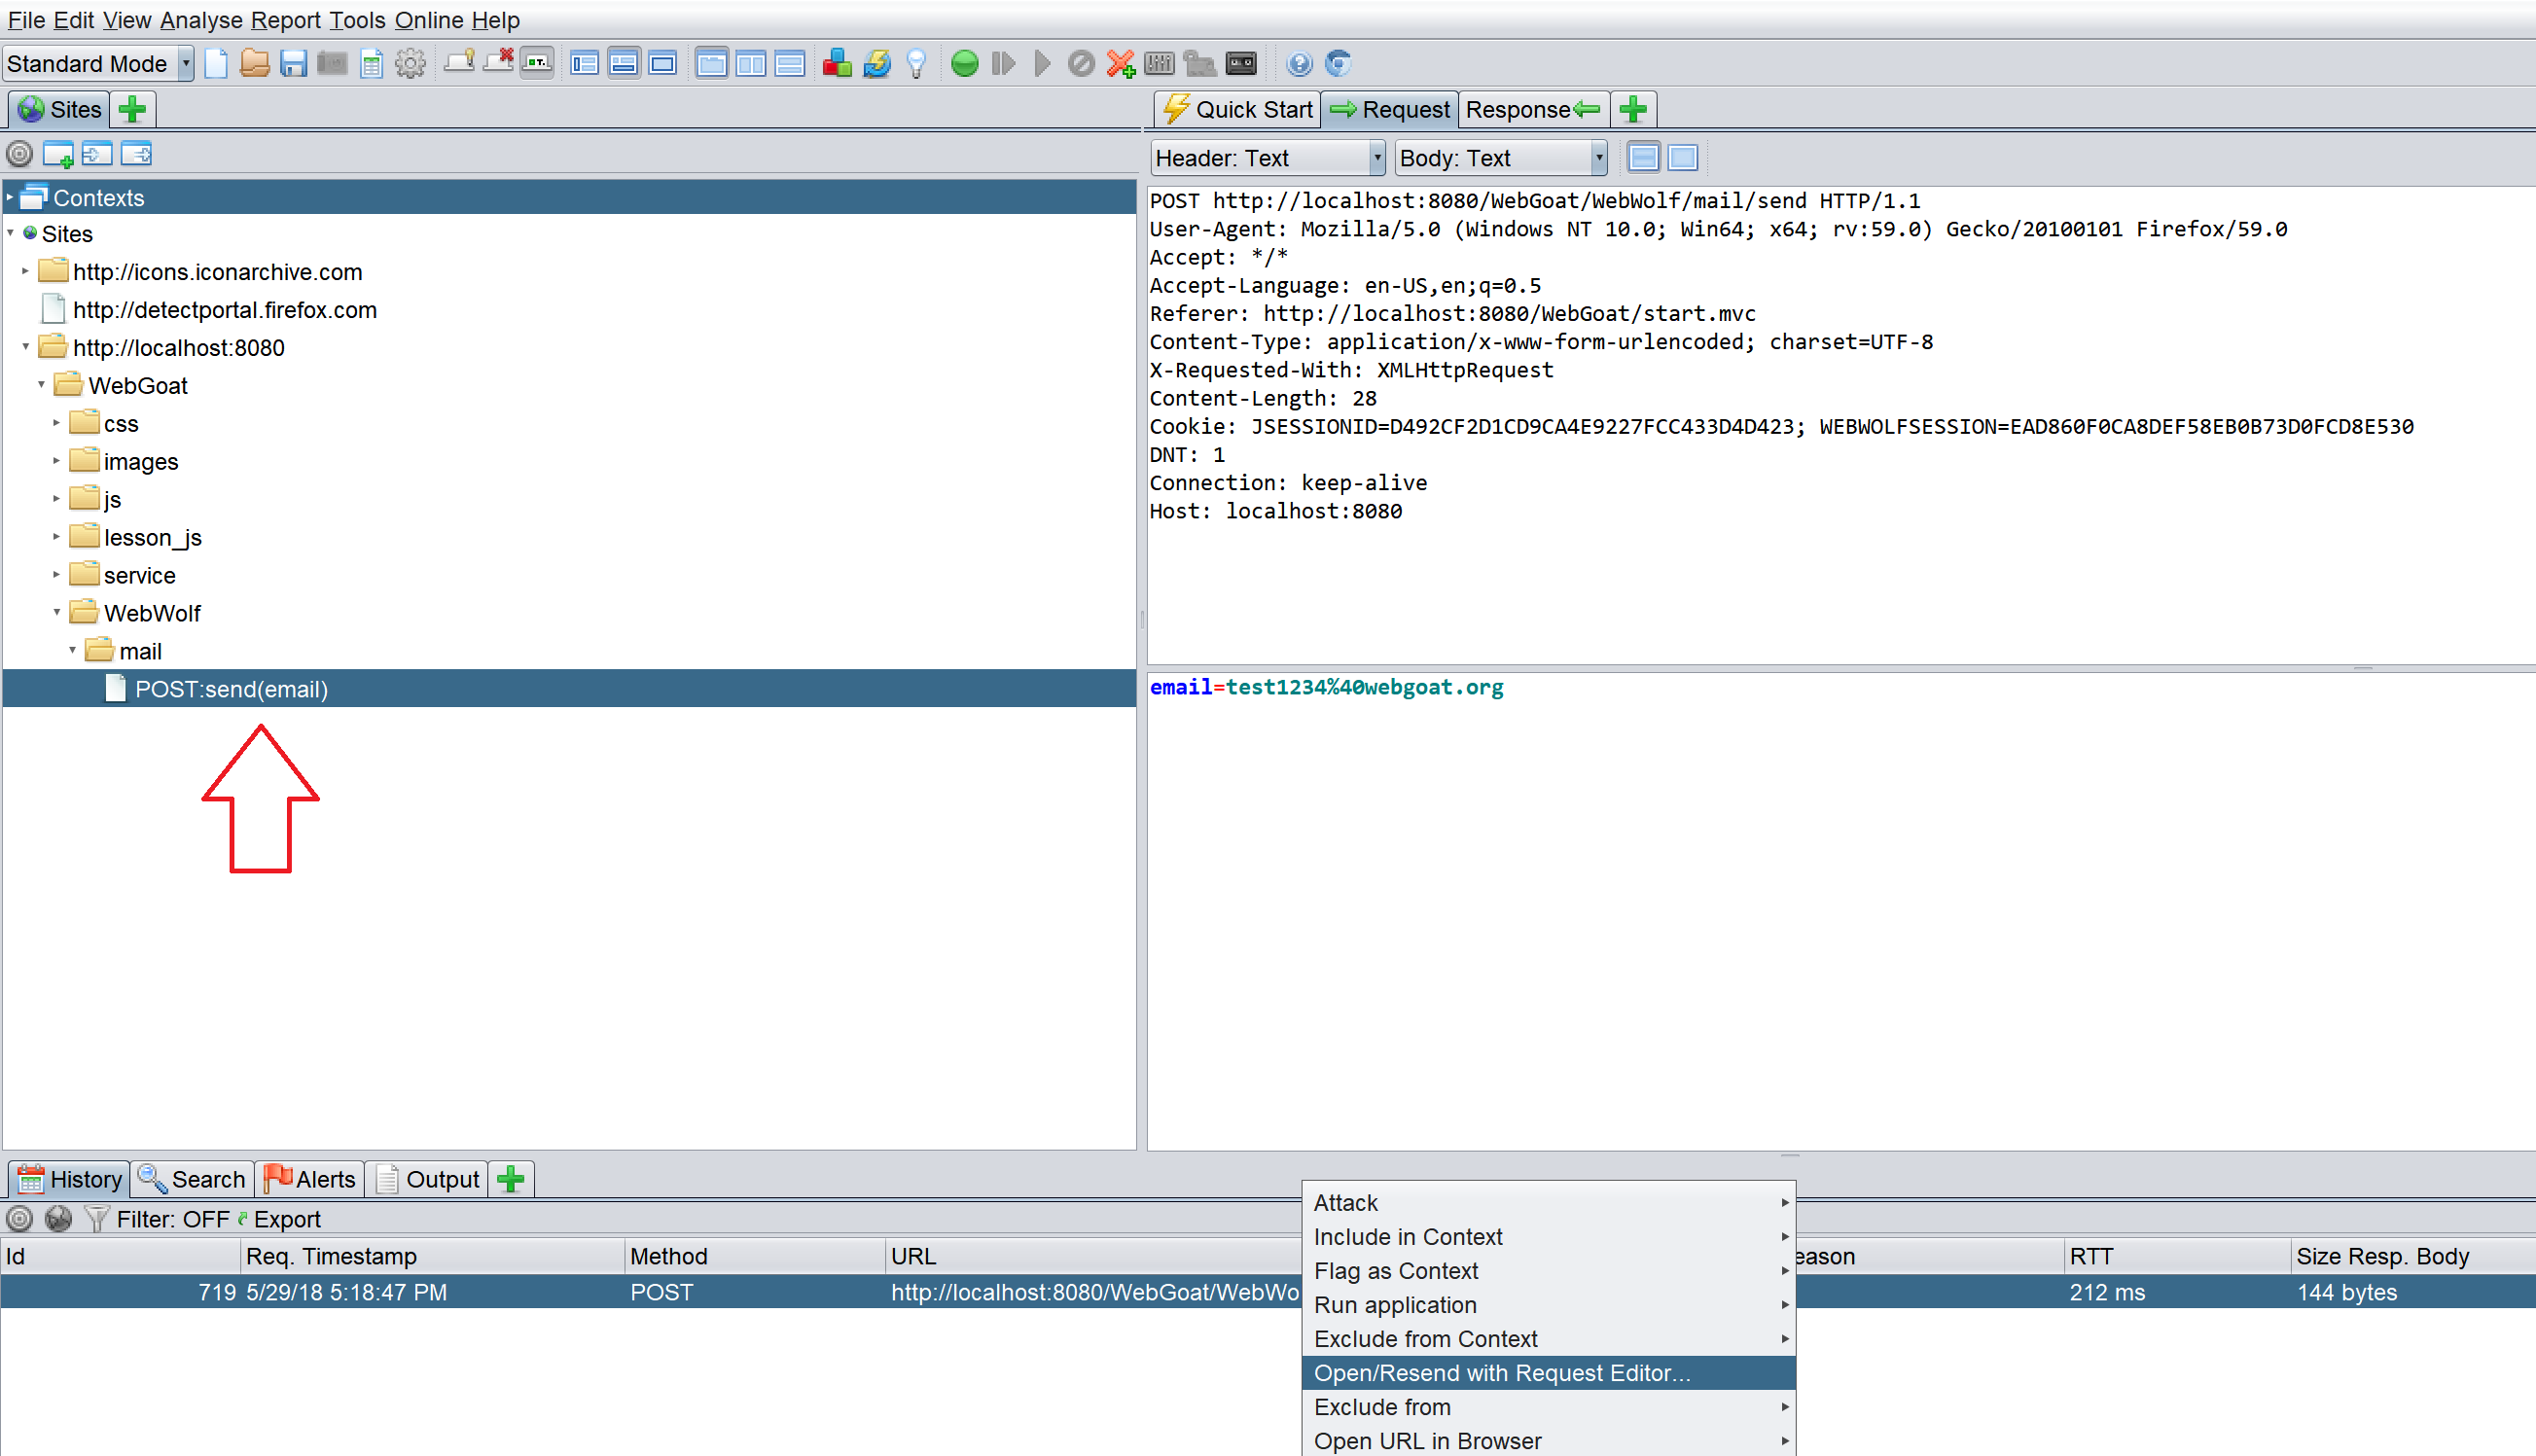 File Edit View Analyse Report Tools Online Help
Standard Mode
Sites
Quick Start Request Response
Header: Text Body: Text
Contexts
Sites
http://icons.iconarchive.com
http://detectportal.firefox.com
http://localhost:8080
WebGoat
css
images
js
lesson_js
service
WebWolf
mail
POST:send(email)
POST http://localhost:8080/WebGoat/WebWolf/mail/send HTTP/1.1
User-Agent: Mozilla/5.0 (Windows NT 10.0; Win64; x64; rv:59.0) Gecko/20100101 Firefox/59.0
Accept: */*
Accept-Language: en-US,en;q=0.5
Referer: http://localhost:8080/WebGoat/start.mvc
Content-Type: application/x-www-form-urlencoded; charset=UTF-8
X-Requested-With: XMLHttpRequest
Content-Length: 28
Cookie: JSESSIONID=D492CF2D1CD9CA4E9227FCC433D4D423; WEBWOLFSESSION=EAD860F0CA8DEF58EB0B73D0FCD8E530
DNT: 1
Connection: keep-alive
Host: localhost:8080
email=test1234%40webgoat.org
History Search Alerts Output
Filter: OFF Export
Id Req. Timestamp Method URL eason RTT Size Resp. Body
719 5/29/18 5:18:47 PM POST http://localhost:8080/WebGoat/WebWo 212 ms 144 bytes
Attack
Include in Context
Flag as Context
Run application
Exclude from Context
Open/Resend with Request Editor...
Exclude from
Open URL in Browser